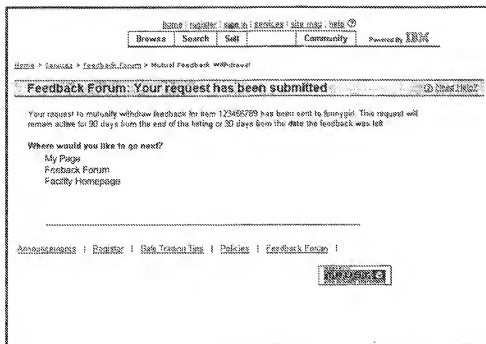 home | register | sign in | services | site map | help
Browse Search Sell Community Powered By IBM
Home > Services > Feedback Forum > Mutual Feedback Withdrawal
Feedback Forum: Your request has been submitted Need Help?
Your request to mutually withdraw feedback for item 123456789 has been sent to funnygirl. This request will
remain active for 90 days from the end of the listing or 30 days from the date the feedback was left
Where would you like to go next?
My Page
Feeback Forum
Facility Homepage
Announcements | Register | Safe Trading Tips | Policies | Feedback Forum |